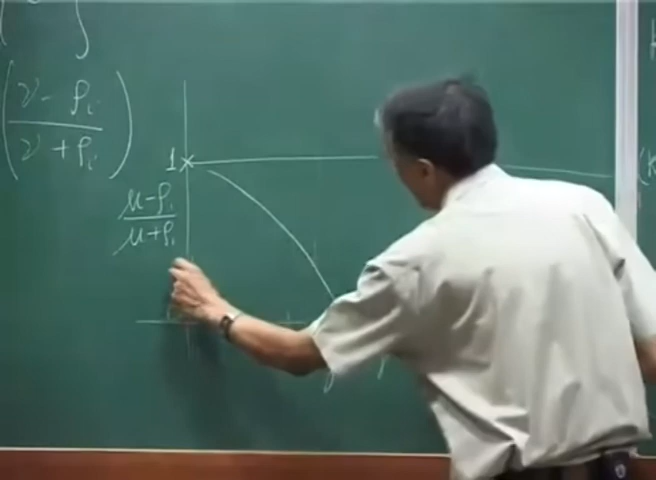 (ν - ρᵢ / ν + ρᵢ)
1
μ - ρᵢ / μ + ρᵢ